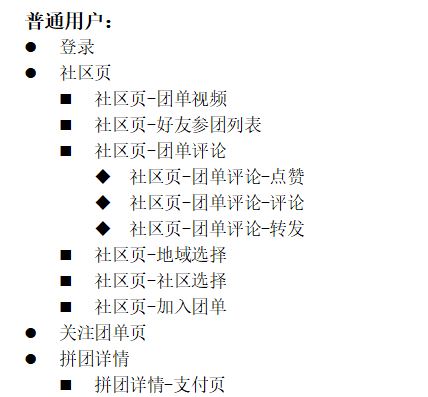 普通用户：
● 登录
● 社区页
■ 社区页-团单视频
■ 社区页-好友参团列表
■ 社区页-团单评论
◆ 社区页-团单评论-点赞
◆ 社区页-团单评论-评论
◆ 社区页-团单评论-转发
■ 社区页-地域选择
■ 社区页-社区选择
■ 社区页-加入团单
● 关注团单页
● 拼团详情
■ 拼团详情-支付页